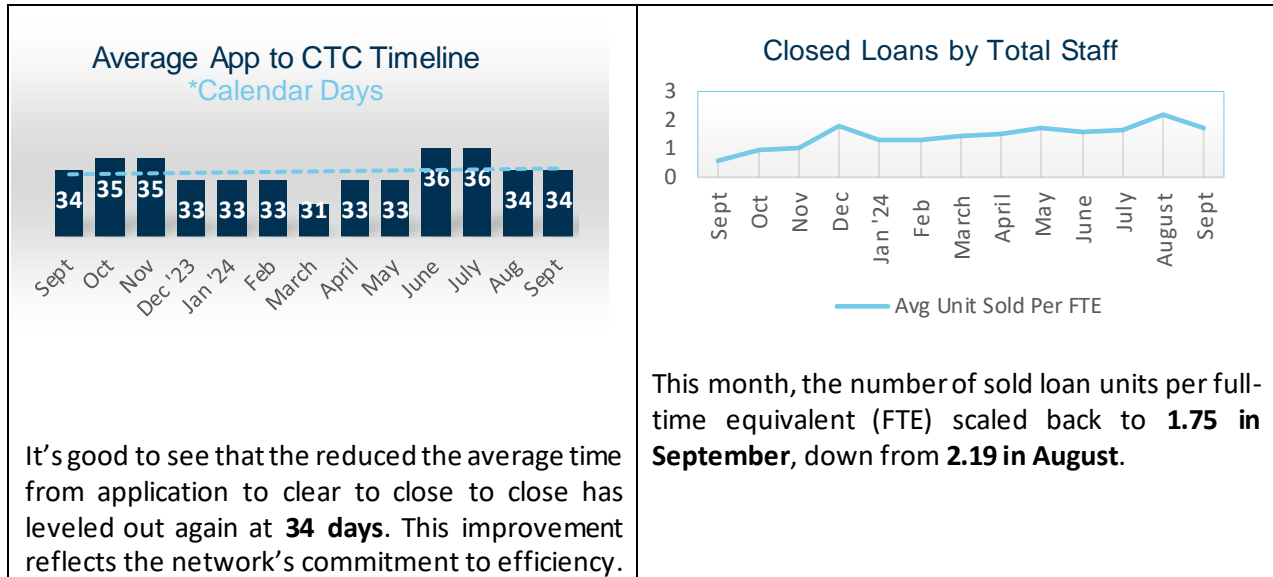 Average App to CTC Timeline
*Calendar Days
34 35 35 33 33 33 31 33 33 36 36 34 34
Sept Oct Nov Dec '23 Jan '24 Feb March April May June July Aug Sept
It's good to see that the reduced the average time
from application to clear to close to close has
leveled out again at 34 days. This improvement
reflects the network's commitment to efficiency.
Closed Loans by Total Staff
3
2
1
0
Sept Oct Nov Dec Jan '24 Feb March April May June July August Sept
Avg Unit Sold Per FTE
This month, the number of sold loan units per full-
time equivalent (FTE) scaled back to 1.75 in
September, down from 2.19 in August.